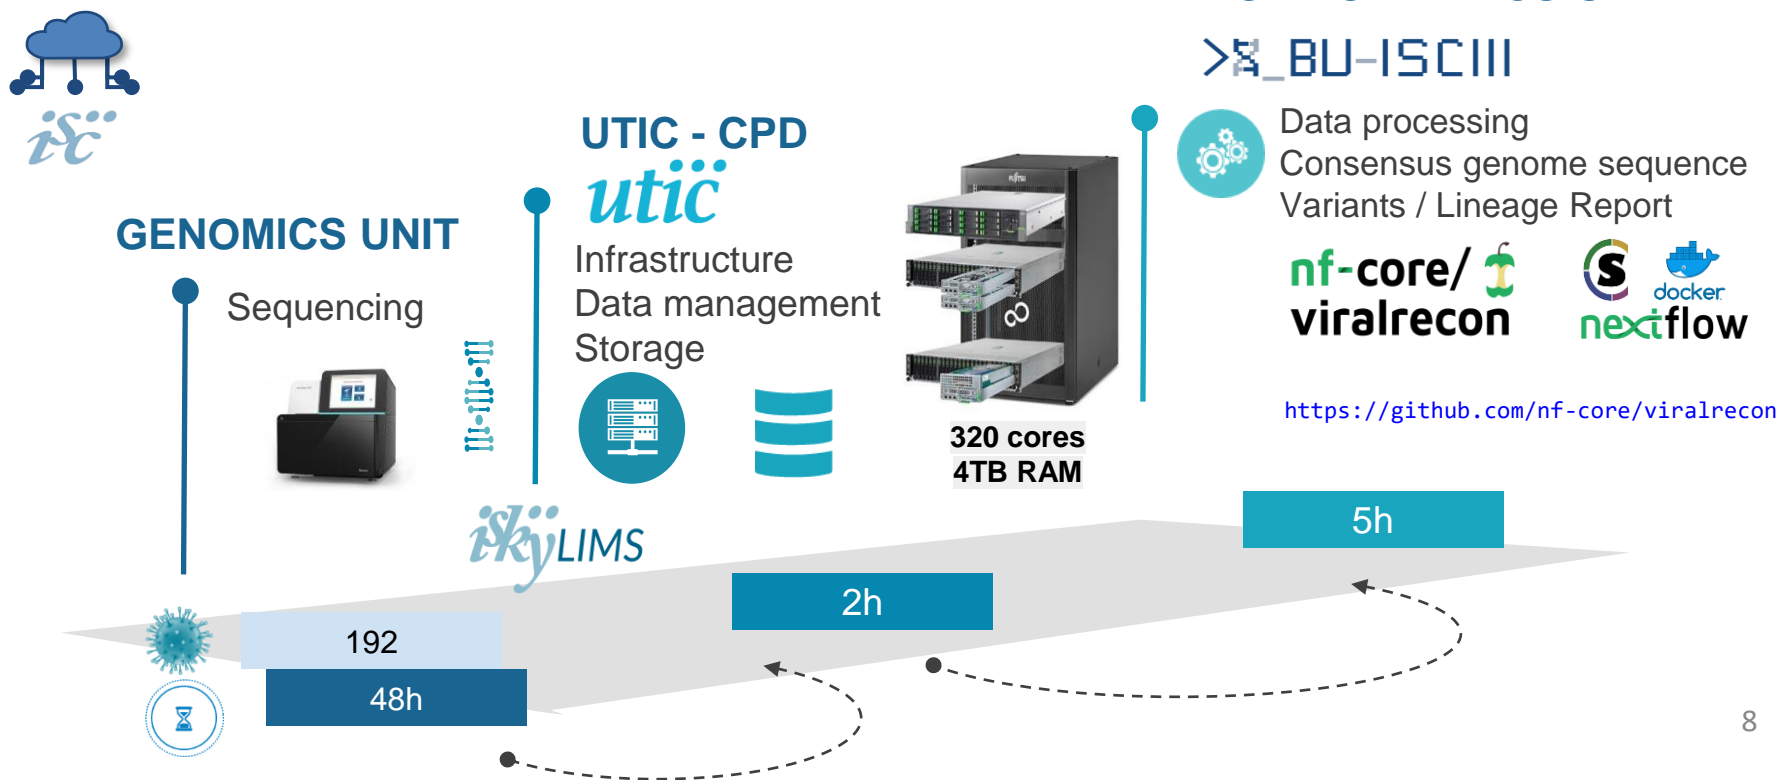 >_BU-ISCIII
isc
UTIC - CPD
utic
GENOMICS UNIT
Sequencing
Infrastructure
Data management
Storage
FUJITSU
320 cores
4TB RAM
Data processing
Consensus genome sequence
Variants / Lineage Report
nf-core/
viralrecon
S
docker
nextflow
https://github.com/nf-core/viralrecon
iskyLIMS
5h
2h
192
48h
8